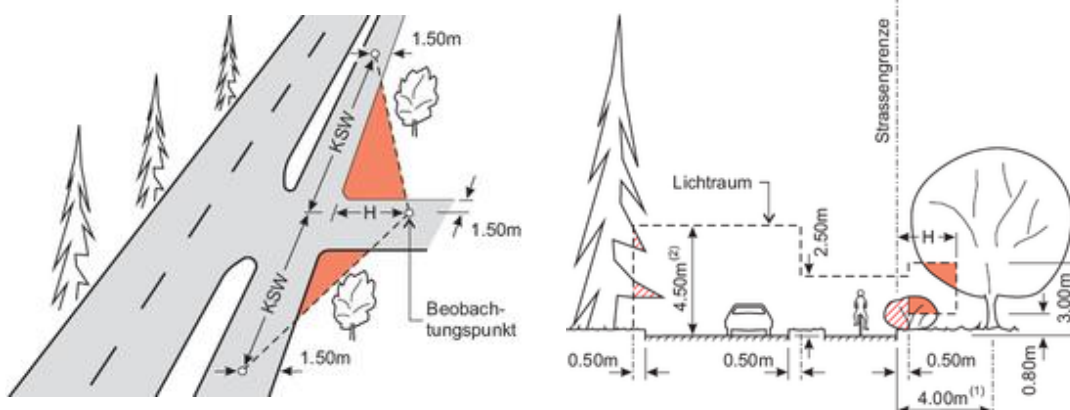 1.50m
KSW
H
1.50m
KSW
Beobach-
tungspunkt
1.50m
Strassengrenze
Lichtraum
2.50m
H
4.50m(2)
3.00m
0.50m
0.50m
0.50m
0.80m
4.00m(1)